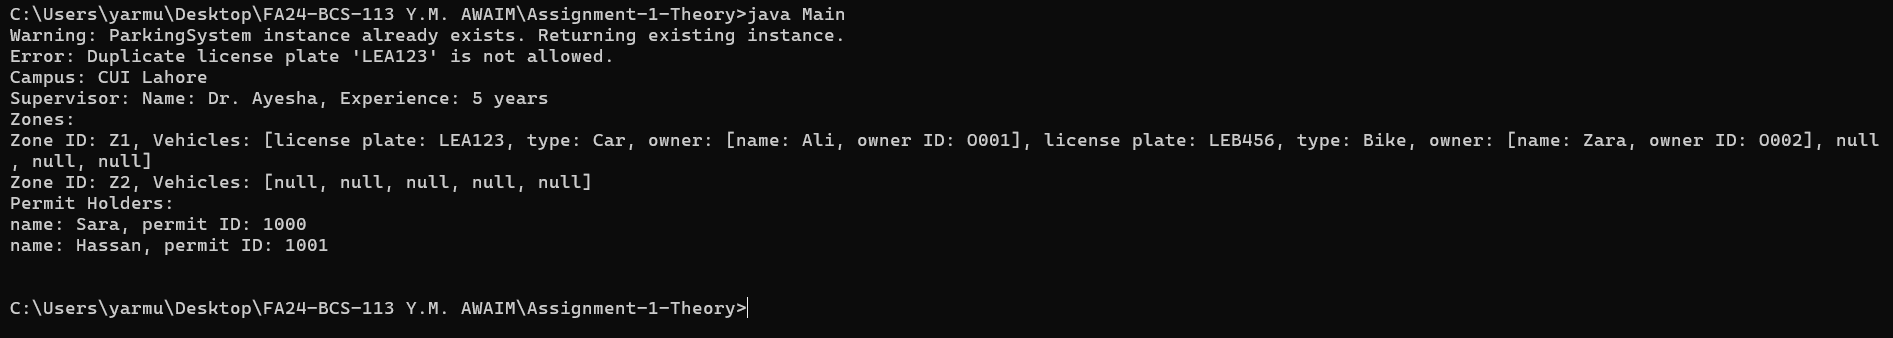 C:\Users\yarmu\Desktop\FA24-BCS-113 Y.M. AWAIM\Assignment-1-Theory>java Main
Warning: ParkingSystem instance already exists. Returning existing instance.
Error: Duplicate license plate 'LEA123' is not allowed.
Campus: CUI Lahore
Supervisor: Name: Dr. Ayesha, Experience: 5 years
Zones:
Zone ID: Z1, Vehicles: [license plate: LEA123, type: Car, owner: [name: Ali, owner ID: O001], license plate: LEB456, type: Bike, owner: [name: Zara, owner ID: O002], null
, null, null]
Zone ID: Z2, Vehicles: [null, null, null, null, null]
Permit Holders:
name: Sara, permit ID: 1000
name: Hassan, permit ID: 1001
C:\Users\yarmu\Desktop\FA24-BCS-113 Y.M. AWAIM\Assignment-1-Theory>